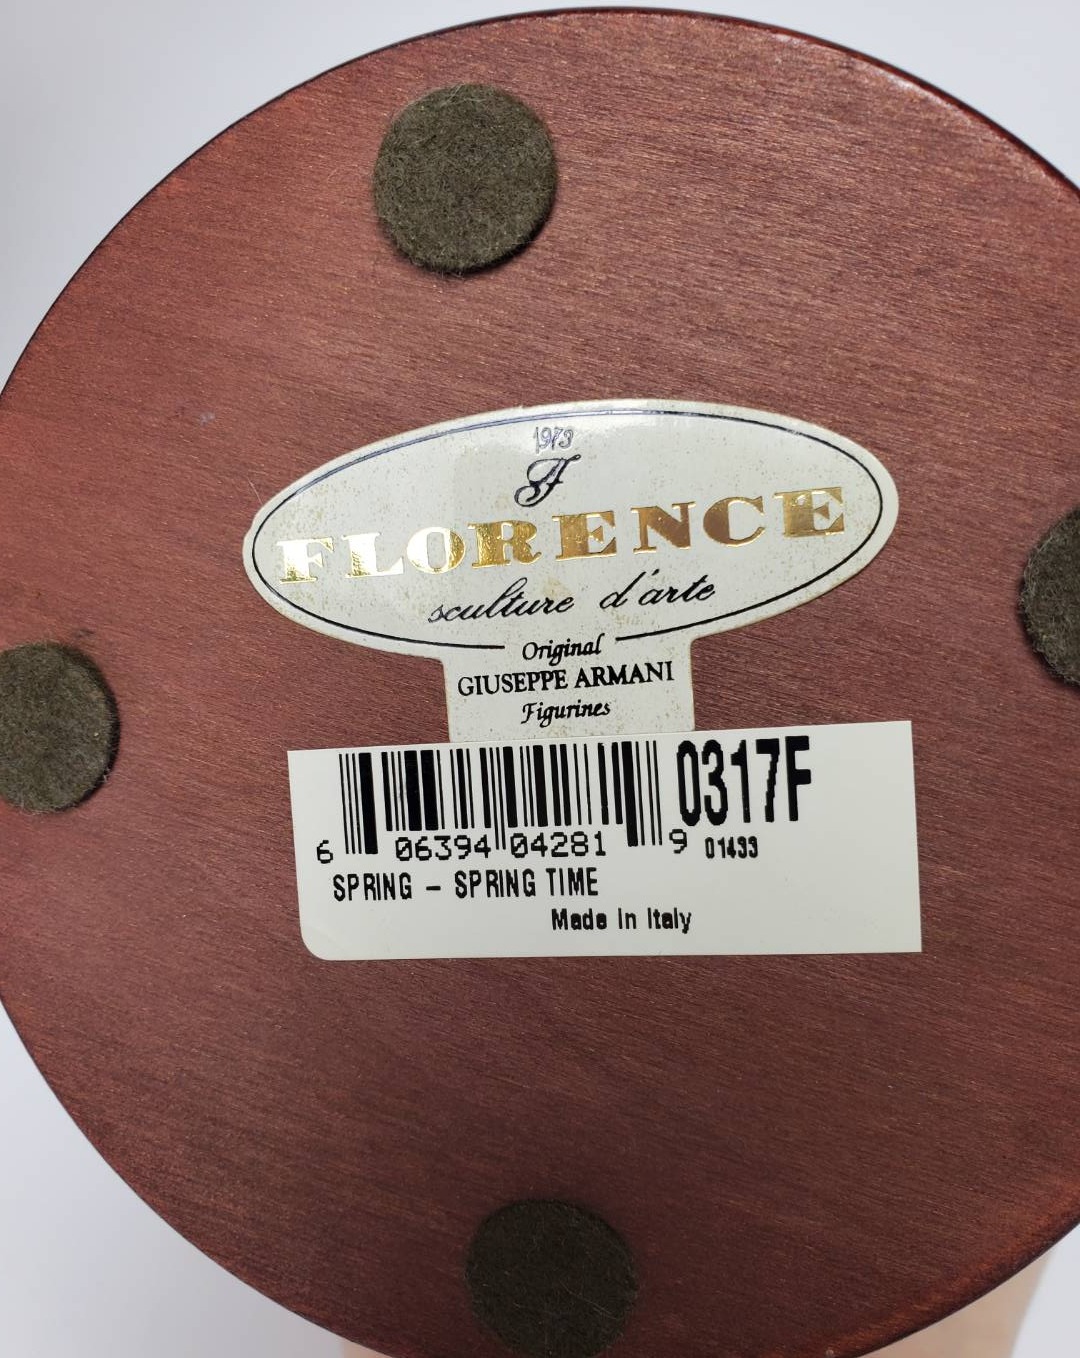 1973
F
FLORENCE
sculture d'arte
Original
GIUSEPPE ARMANI
Figurines
0317F
6 06394 04281 9 01433
SPRING - SPRING TIME
Made in Italy